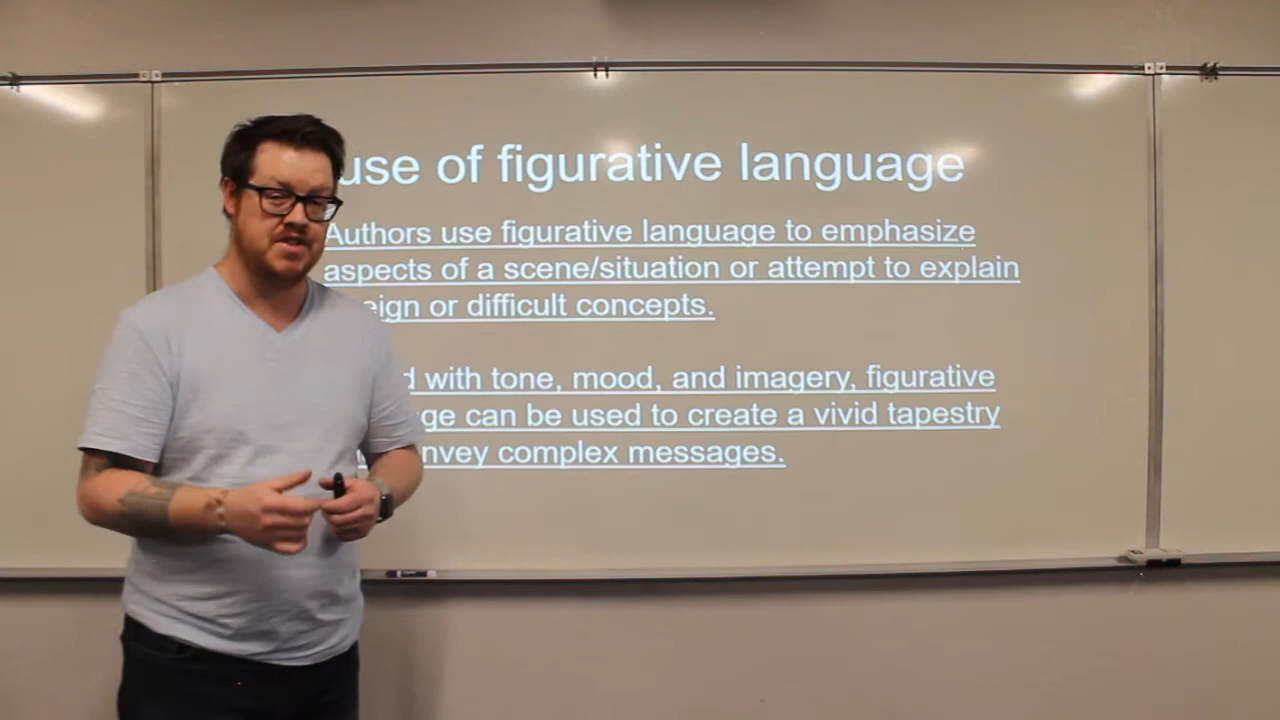 use of figurative language
Authors use figurative language to emphasize
aspects of a scene/situation or attempt to explain
or difficult concepts.
with tone, mood, and imagery, figurative
can be used to create a vivid tapestry
complex messages.